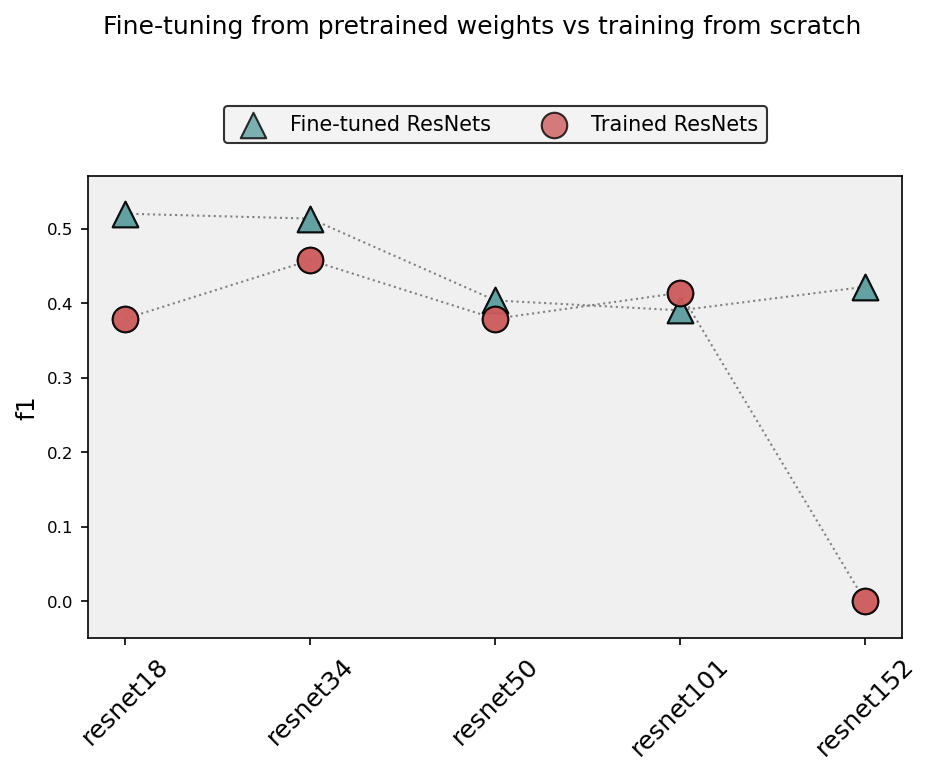 Fine-tuning from pretrained weights vs training from scratch
Fine-tuned ResNets
Trained ResNets
f1
0.5
0.4
0.3
0.2
0.1
0.0
resnet18
resnet34
resnet50
resnet101
resnet152